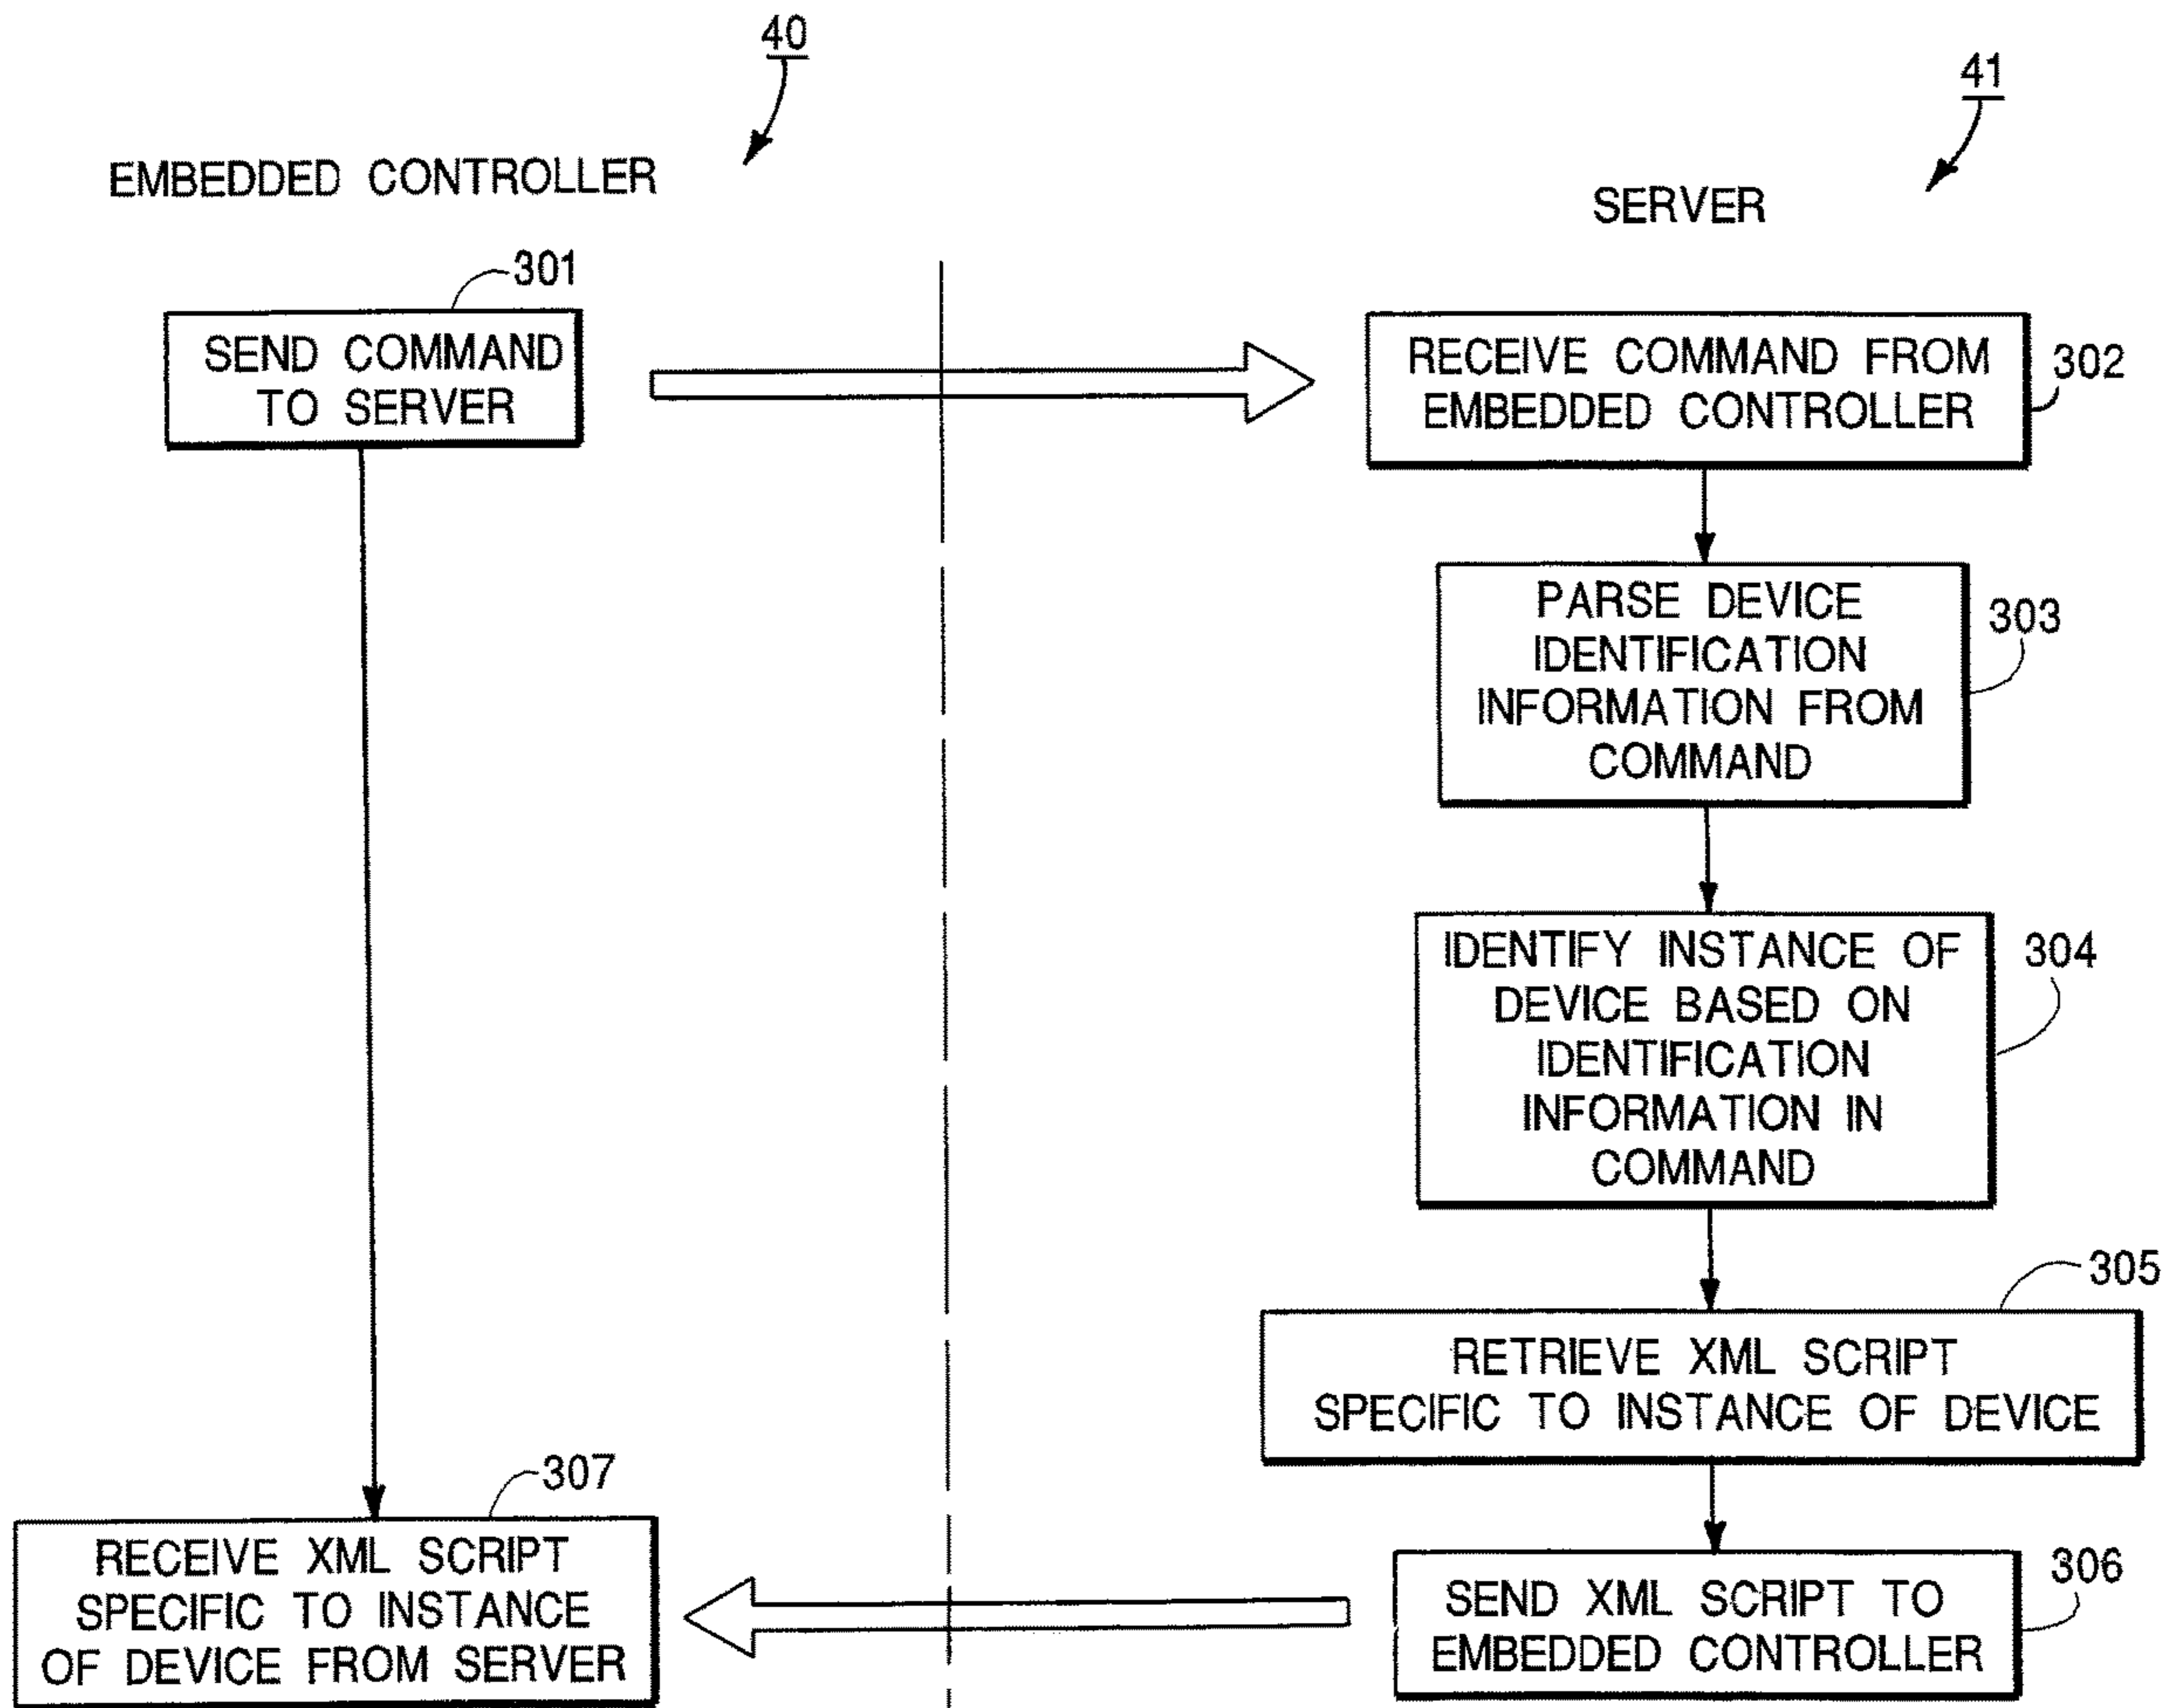 40
41
EMBEDDED CONTROLLER
SERVER
301
SEND COMMAND
TO SERVER
RECEIVE COMMAND FROM
EMBEDDED CONTROLLER
302
PARSE DEVICE
IDENTIFICATION
INFORMATION FROM
COMMAND
303
IDENTIFY INSTANCE OF
DEVICE BASED ON
IDENTIFICATION
INFORMATION IN
COMMAND
304
305
RETRIEVE XML SCRIPT
SPECIFIC TO INSTANCE OF DEVICE
307
RECEIVE XML SCRIPT
SPECIFIC TO INSTANCE
OF DEVICE FROM SERVER
SEND XML SCRIPT TO
EMBEDDED CONTROLLER
306